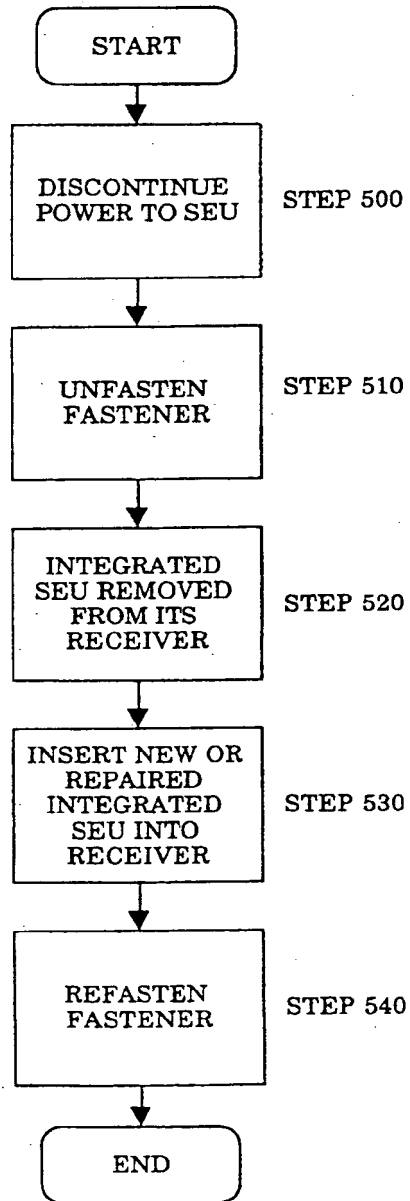 START
DISCONTINUE
POWER TO SEU
STEP 500
UNFASTEN
FASTENER
STEP 510
INTEGRATED
SEU REMOVED
FROM ITS
RECEIVER
STEP 520
INSERT NEW OR
REPAIRED
INTEGRATED
SEU INTO
RECEIVER
STEP 530
REFASTEN
FASTENER
STEP 540
END